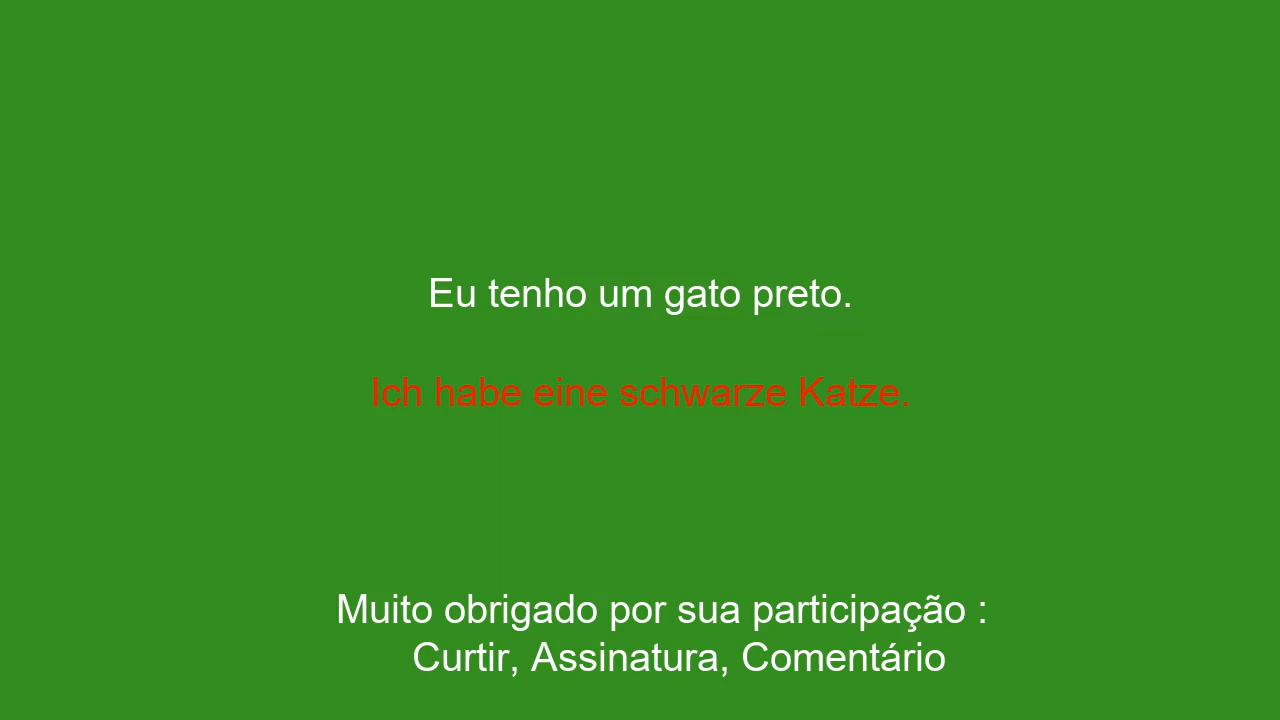 Eu tenho um gato preto.
Ich habe eine schwarze Katze.
Muito obrigado por sua participação :
Curtir, Assinatura, Comentário